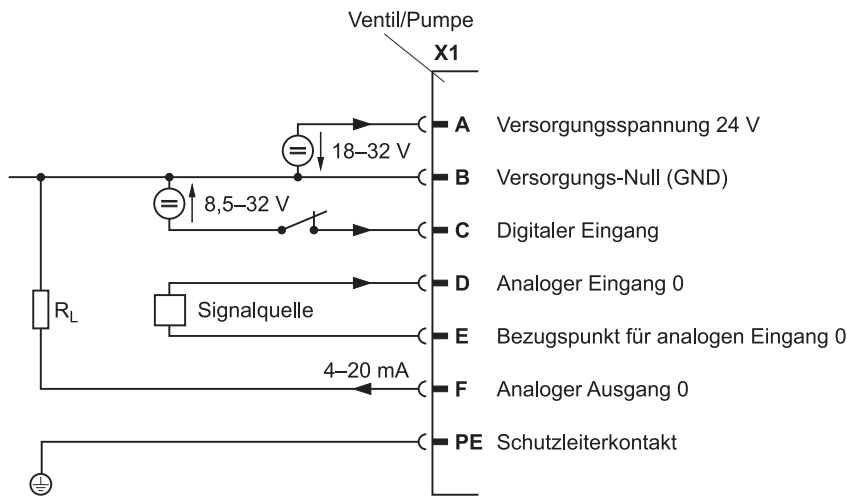 Ventil/Pumpe
X1
A Versorgungsspannung 24 V
18–32 V
B Versorgungs-Null (GND)
8,5–32 V
C Digitaler Eingang
D Analoger Eingang 0
RL Signalquelle
E Bezugspunkt für analogen Eingang 0
4–20 mA
F Analoger Ausgang 0
PE Schutzleiterkontakt